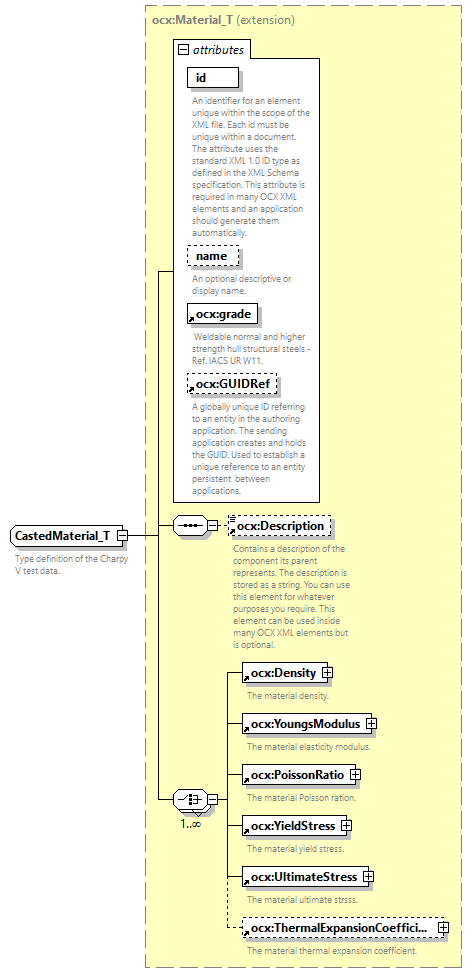 ocx:Material_T (extension)
attributes
id
An identifier for an element
unique within the scope of the
XML file. Each id must be
unique within a document.
The attribute uses the
standard XML 1.0 ID type as
defined in the XML Schema
specification. This attribute is
required in many OCX XML
elements and an application
should generate them
automatically.
name
An optional descriptive or
display name.
ocx:grade
Weldable normal and higher
strength hull structural steels -
Ref. IACS UR W11.
ocx:GUIDRef
A globally unique ID referring
to an entity in the authoring
application. The sending
application creates and holds
the GUID. Used to establish a
unique reference to an entity
persistent between
applications.
CastedMaterial_T
Type definition of the Charpy
V test data.
ocx:Description
Contains a description of the
component its parent
represents. The description is
stored as a string. You can use
this element for whatever
purposes you require. This
element can be used inside
many OCX XML elements but
is optional.
ocx:Density
The material density.
ocx:YoungsModulus
The material elasticity modulus.
ocx:PoissonRatio
The material Poisson ration.
1..∞
ocx:YieldStress
The material yield stress.
ocx:UltimateStress
The material ultimate strsss.
ocx:ThermalExpansionCoeffici...
The material thermal expansion coefficient.